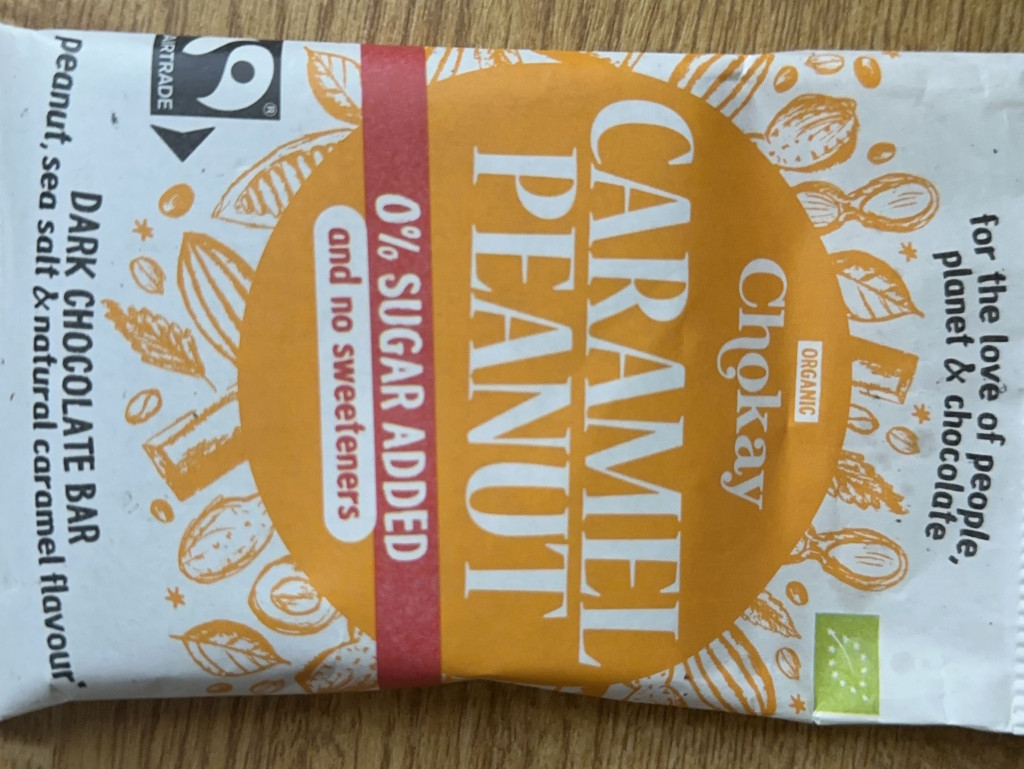 for the love of people,
planet & chocolate
ORGANIC
Chokay
CARAMEL
PEANUT
0% SUGAR ADDED
and no sweeteners
FAIRTRADE
®
DARK CHOCOLATE BAR
peanut, sea salt & natural caramel flavour